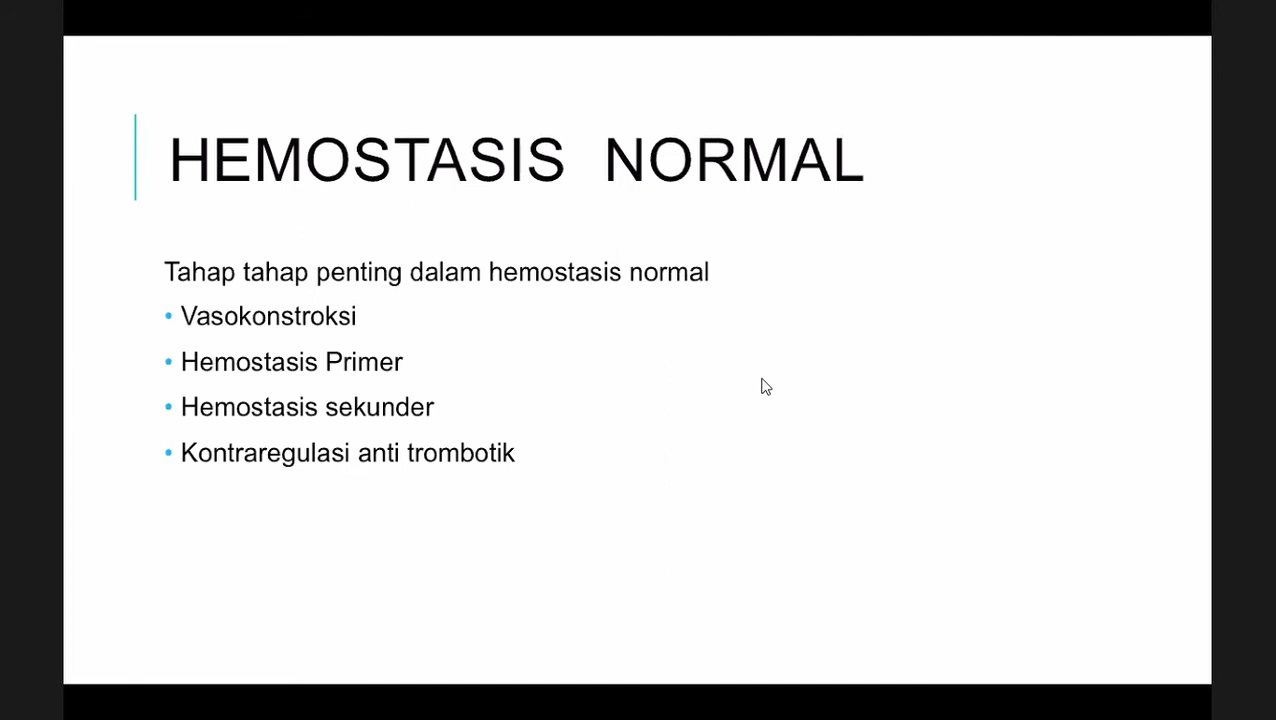 HEMOSTASIS NORMAL
Tahap tahap penting dalam hemostasis normal
• Vasokonstroksi
• Hemostasis Primer
• Hemostasis sekunder
• Kontraregulasi anti trombotik